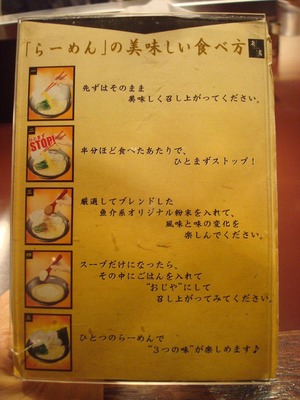 「らーめん」の美味しい食べ方
先ずはそのまま
美味しく召し上がってください。
STOP!
半分ほど食べたあたりで、
ひとまずストップ！
厳選してブレンドした
魚介系オリジナル粉末を入れて、
風味と味の変化を
楽しんでください。
スープだけになったら、
その中にごはんを入れて
"おじや"にして
召し上がってみてください。
ひとつのらーめんで
"３つの味"が楽しめます♪